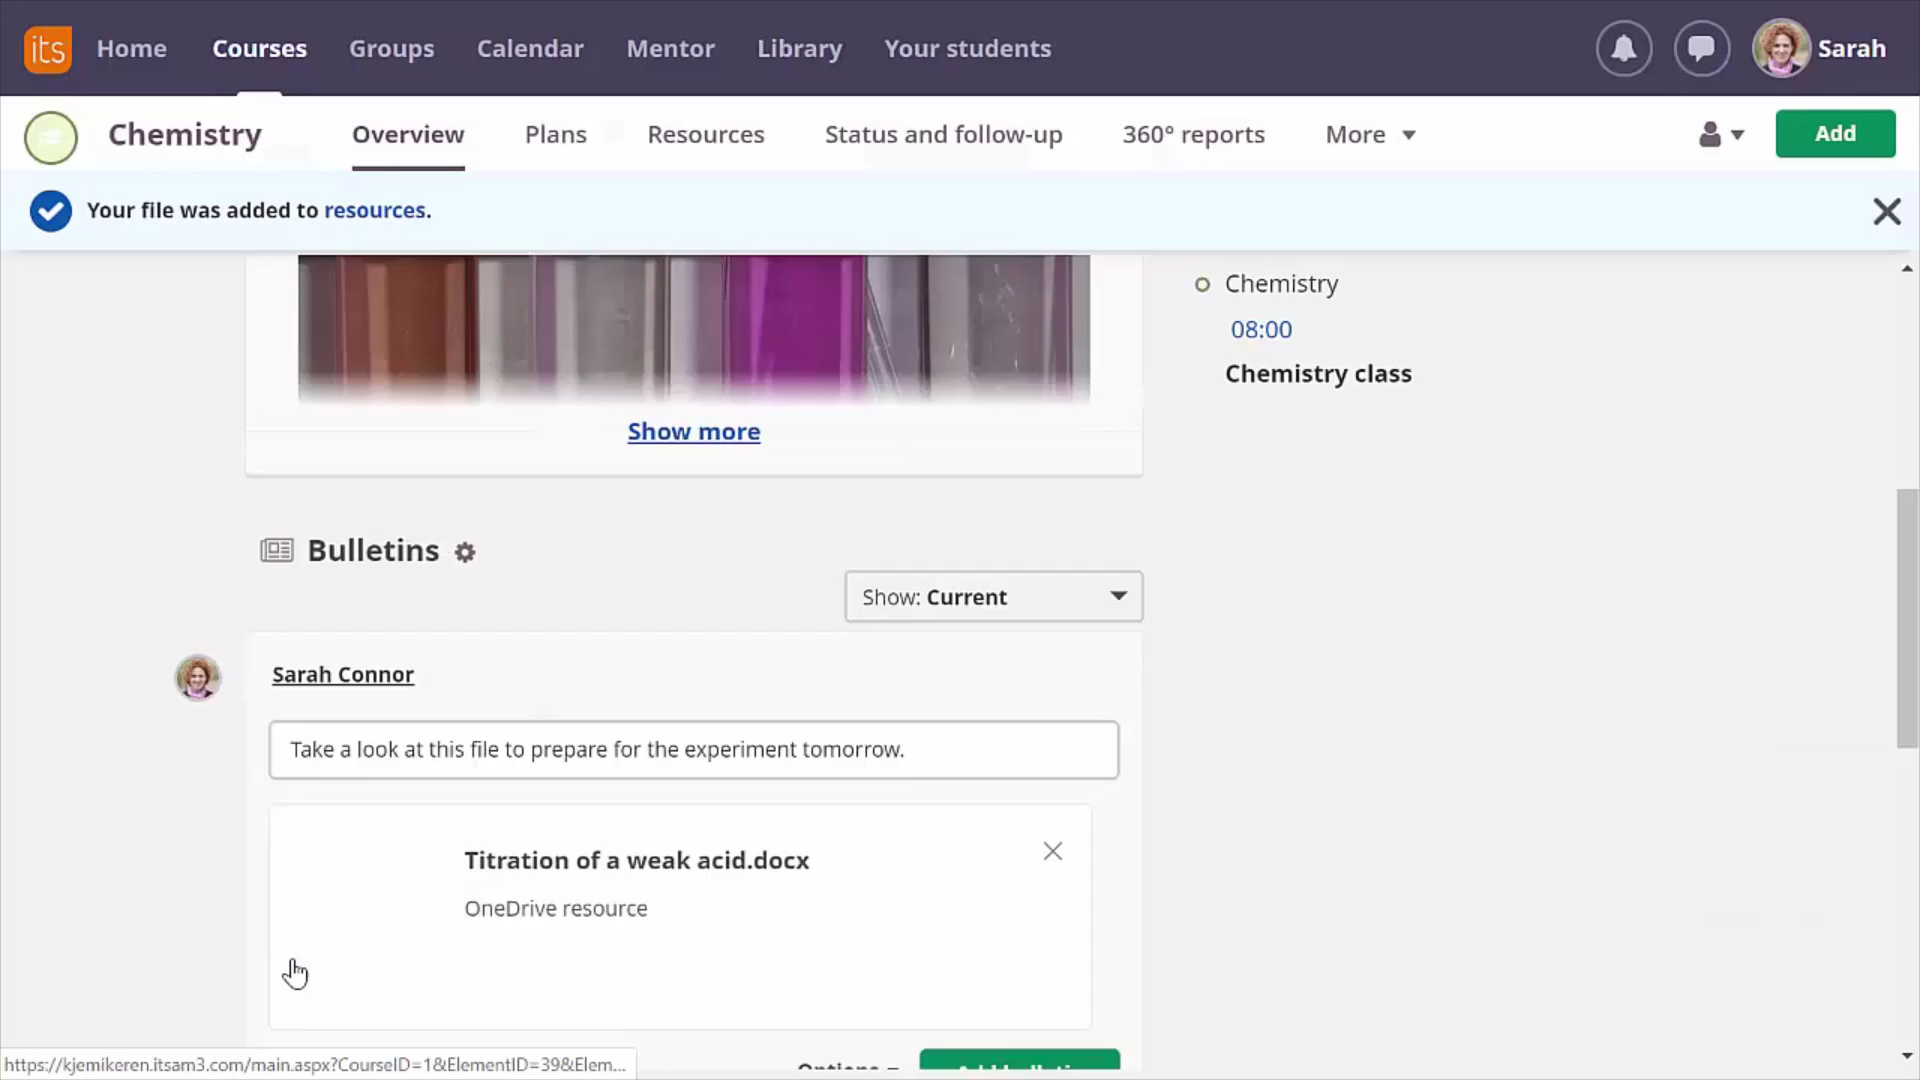 its Home Courses Groups Calendar Mentor Library Your students Sarah
Chemistry Overview Plans Resources Status and follow-up 360° reports More Add
Your file was added to resources.
Chemistry
08:00
Chemistry class
Show more
Bulletins
Show: Current
Sarah Connor
Take a look at this file to prepare for the experiment tomorrow.
Titration of a weak acid.docx
OneDrive resource
https://kjemikeren.itsam3.com/main.aspx?CourseID=1&ElementID=39&Elem...
Options